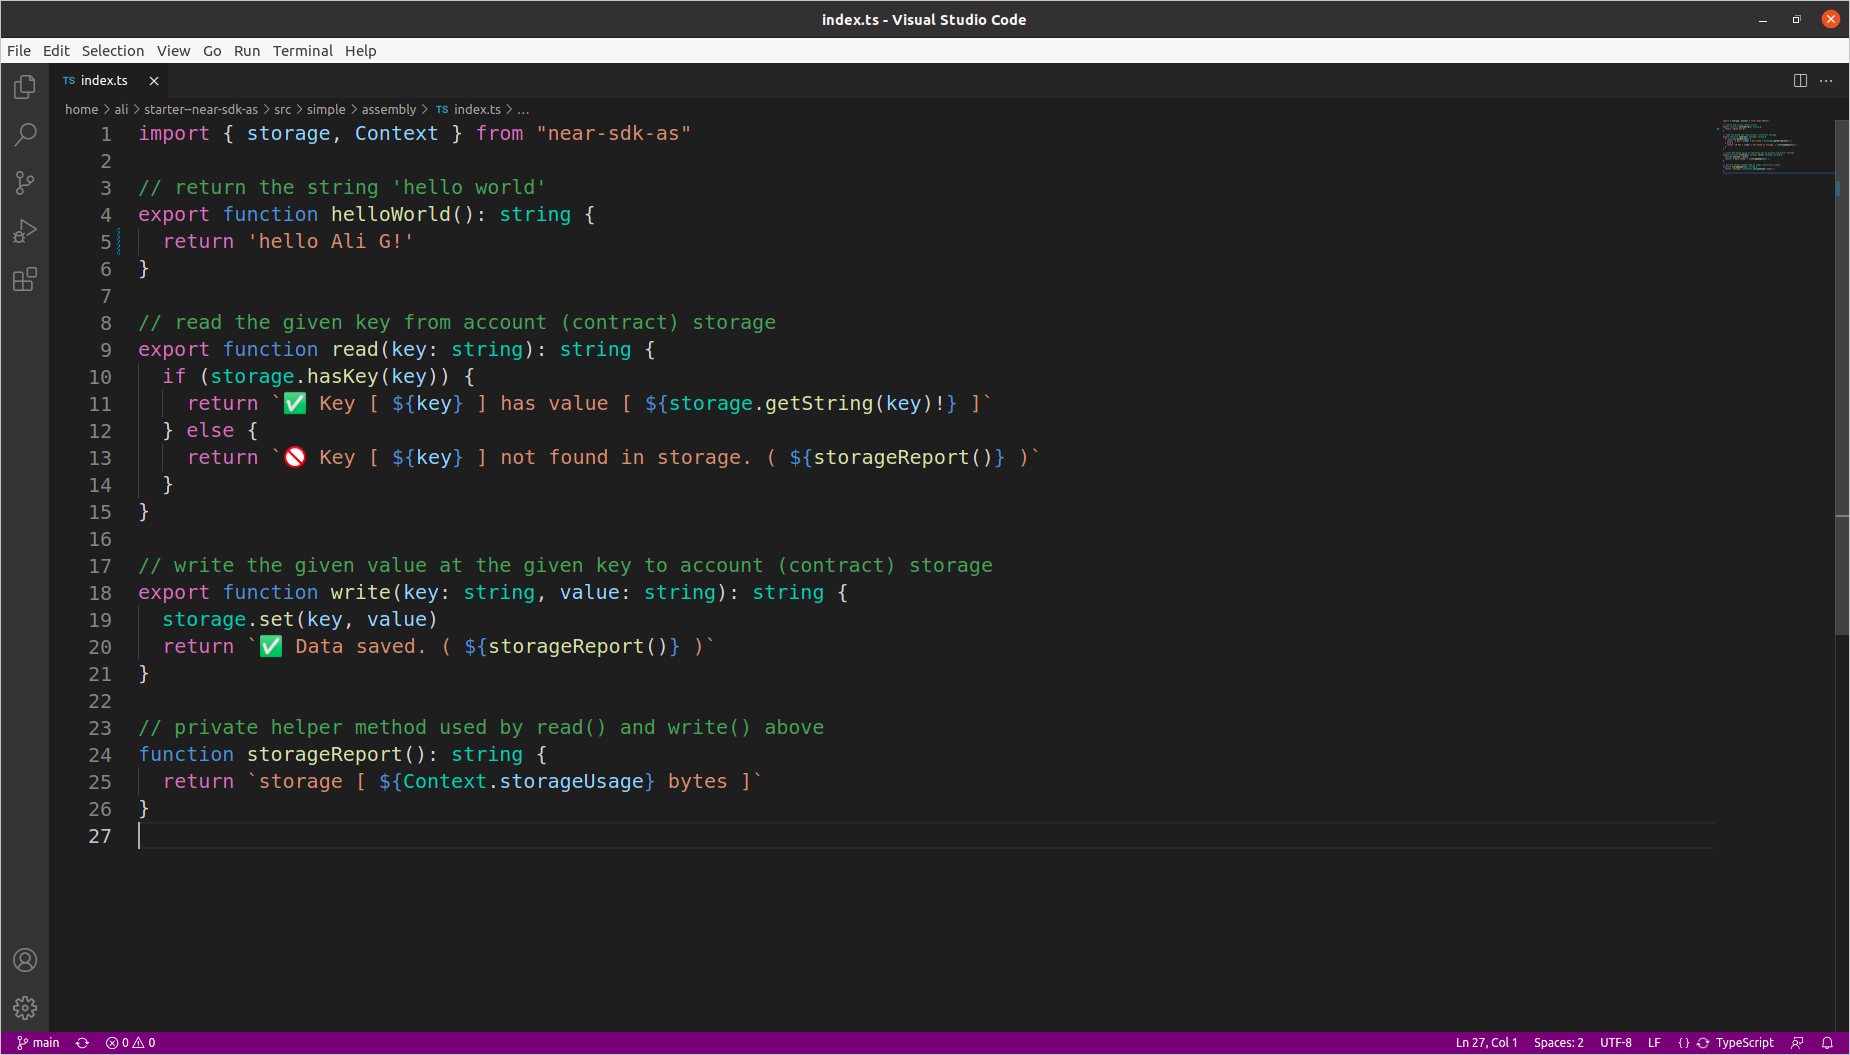 index.ts - Visual Studio Code
File Edit Selection View Go Run Terminal Help
TS index.ts
home > ali > starter--near-sdk-as > src > simple > assembly > TS index.ts > ...
1 import { storage, Context } from "near-sdk-as"
2
3 // return the string 'hello world'
4 export function helloWorld(): string {
5   return 'hello Ali G!'
6 }
7
8 // read the given key from account (contract) storage
9 export function read(key: string): string {
10   if (storage.hasKey(key)) {
11     return `✅ Key [ ${key} ] has value [ ${storage.getString(key)!} ]`
12   } else {
13     return `🚫 Key [ ${key} ] not found in storage. ( ${storageReport()} )`
14   }
15 }
16
17 // write the given value at the given key to account (contract) storage
18 export function write(key: string, value: string): string {
19   storage.set(key, value)
20   return `✅ Data saved. ( ${storageReport()} )`
21 }
22
23 // private helper method used by read() and write() above
24 function storageReport(): string {
25   return `storage [ ${Context.storageUsage} bytes ]`
26 }
27
main 0 0 Ln 27, Col 1 Spaces: 2 UTF-8 LF { } TypeScript